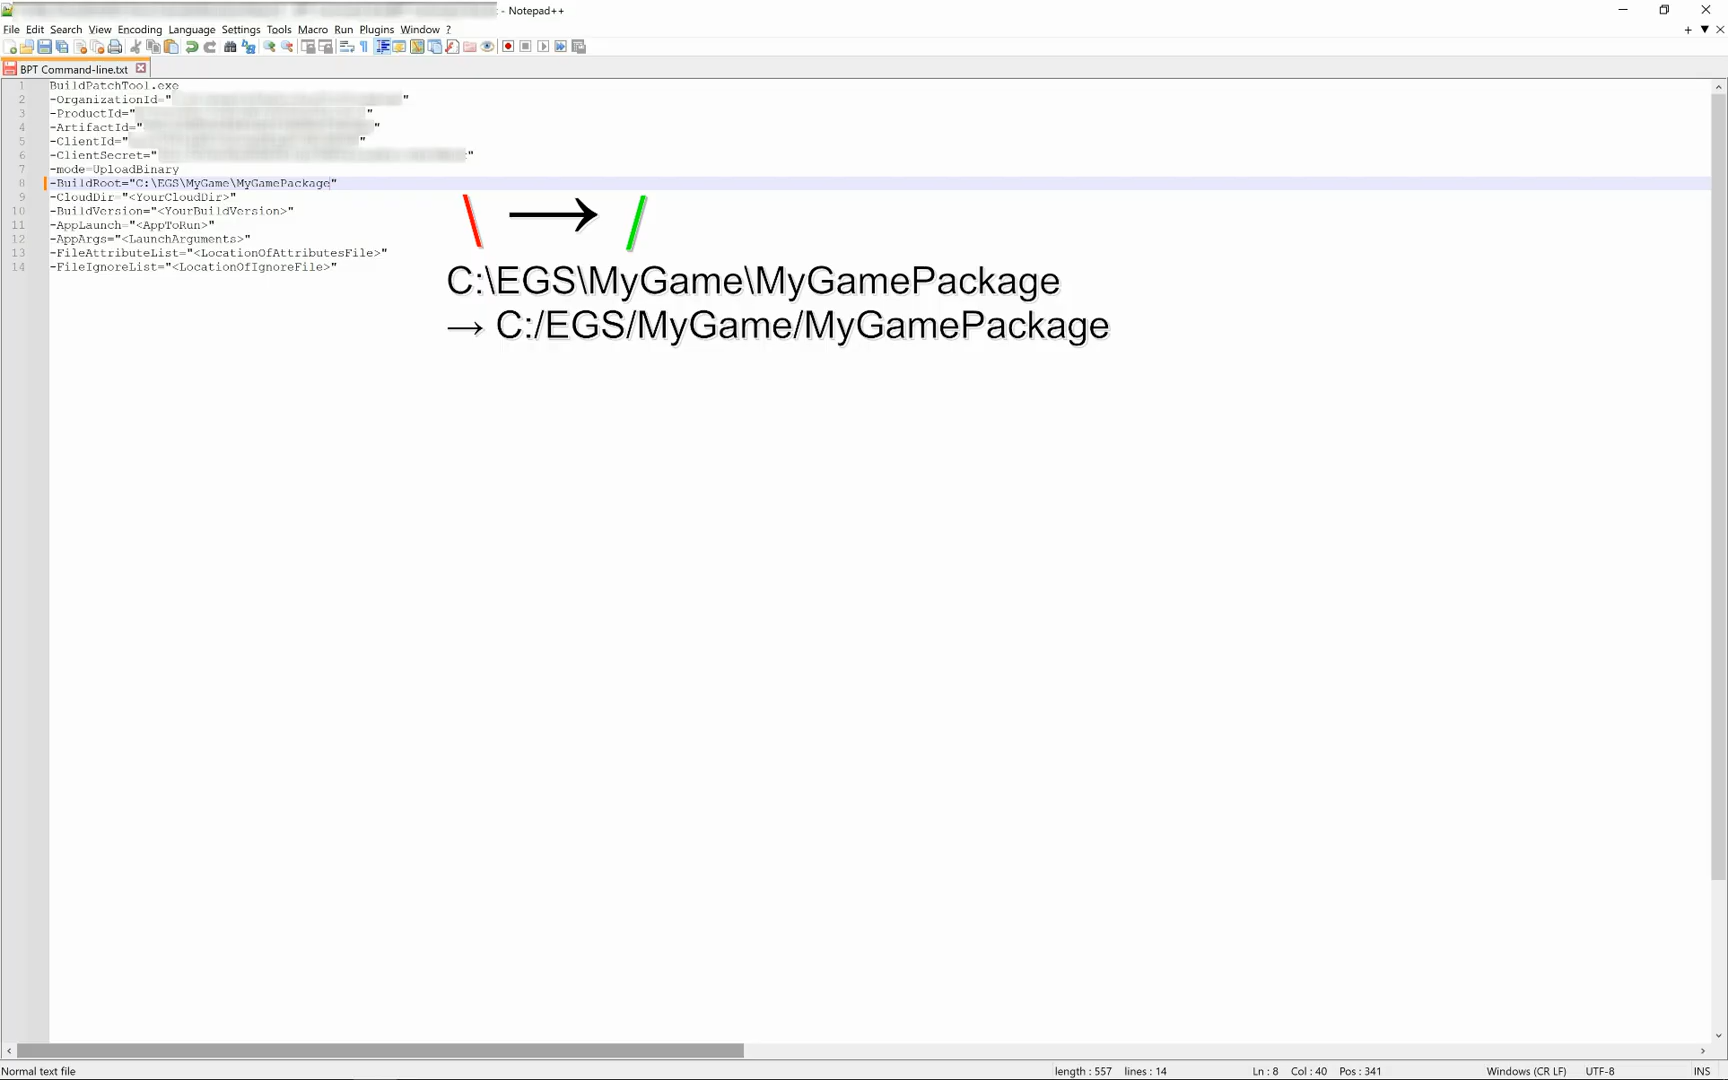 - Notepad++
File Edit Search View Encoding Language Settings Tools Macro Run Plugins Window ?
BPT Command-line.txt
1 BuildPatchTool.exe
2 -OrganizationId=" "
3 -ProductId=" "
4 -ArtifactId=" "
5 -ClientId=" "
6 -ClientSecret=" "
7 -mode=UploadBinary
8 -BuildRoot="C:\EGS\MyGame\MyGamePackage"
9 -CloudDir="<YourCloudDir>"
10 -BuildVersion="<YourBuildVersion>"
11 -AppLaunch="<AppToRun>"
12 -AppArgs="<LaunchArguments>"
13 -FileAttributeList="<LocationOfAttributesFile>"
14 -FileIgnoreList="<LocationOfIgnoreFile>"
\ → /
C:\EGS\MyGame\MyGamePackage
→ C:/EGS/MyGame/MyGamePackage
Normal text file length : 557 lines : 14 Ln : 8 Col : 40 Pos : 341 Windows (CR LF) UTF-8 INS